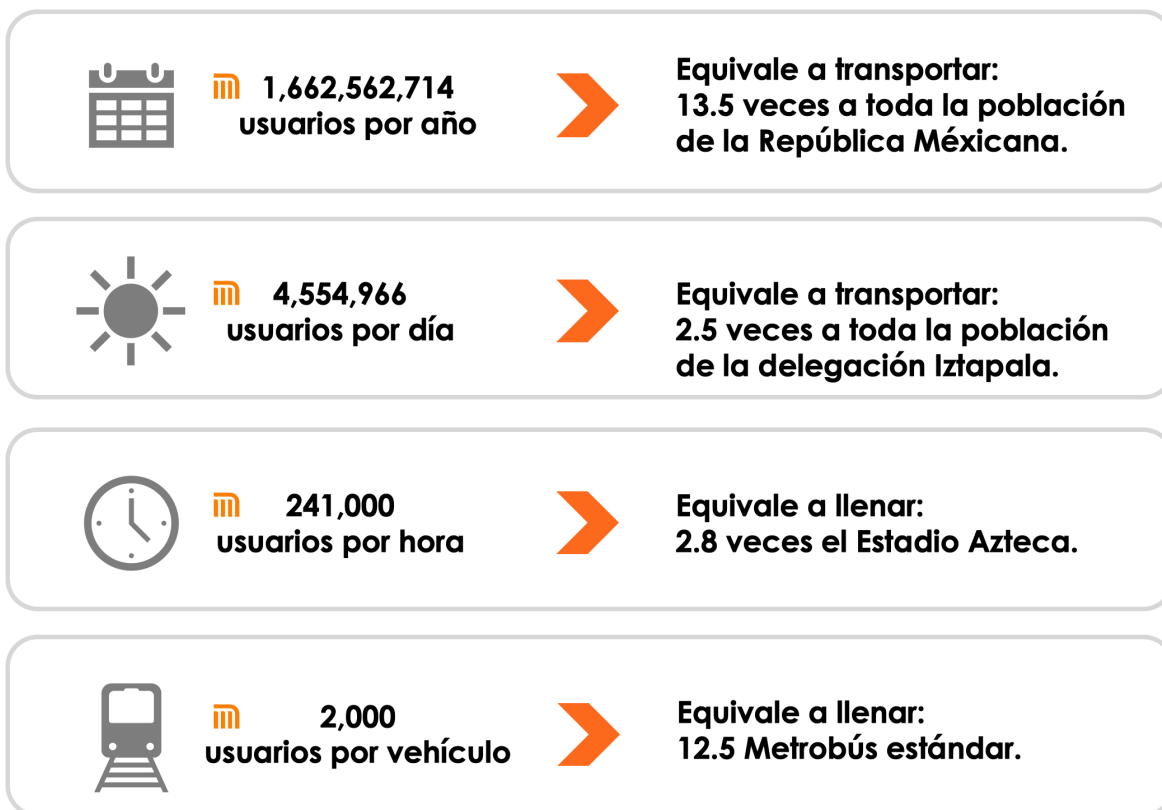 1,662,562,714
usuarios por año
Equivale a transportar:
13.5 veces a toda la población
de la República Méxicana.
4,554,966
usuarios por día
Equivale a transportar:
2.5 veces a toda la población
de la delegación Iztapala.
241,000
usuarios por hora
Equivale a llenar:
2.8 veces el Estadio Azteca.
2,000
usuarios por vehículo
Equivale a llenar:
12.5 Metrobús estándar.